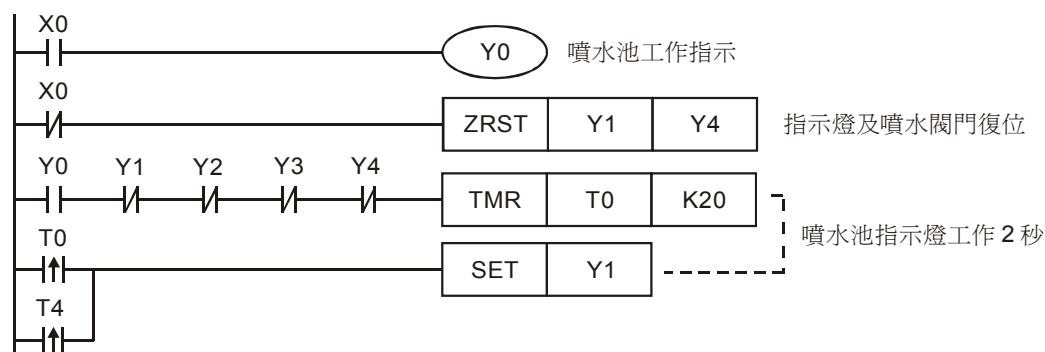 X0
Y0 噴水池工作指示
X0
ZRST Y1 Y4 指示燈及噴水閥門復位
Y0 Y1 Y2 Y3 Y4
TMR T0 K20
噴水池指示燈工作 2 秒
T0
SET Y1
T4